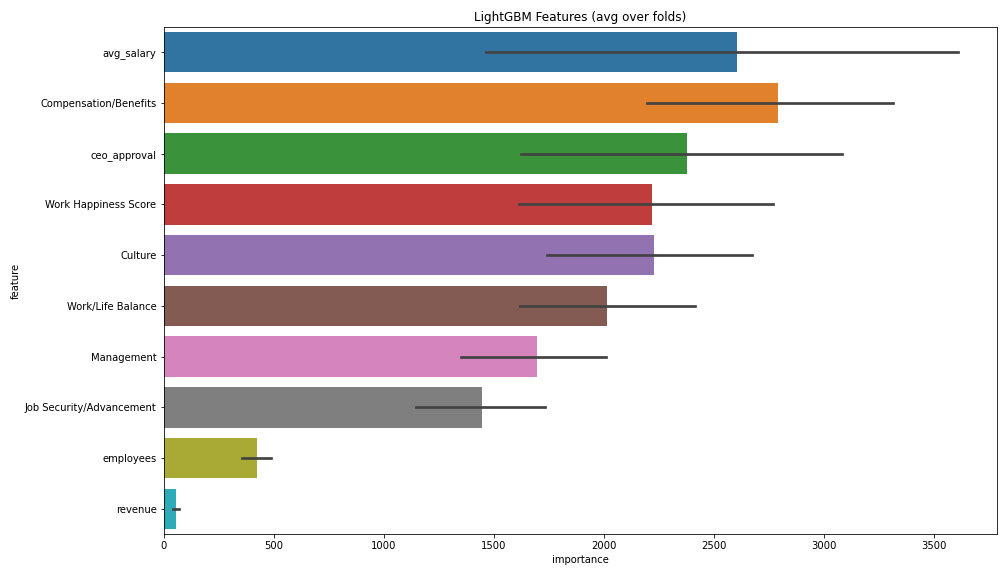 LightGBM Features (avg over folds)
avg_salary
Compensation/Benefits
ceo_approval
Work Happiness Score
Culture
Work/Life Balance
Management
Job Security/Advancement
employees
revenue
feature
0 500 1000 1500 2000 2500 3000 3500
importance